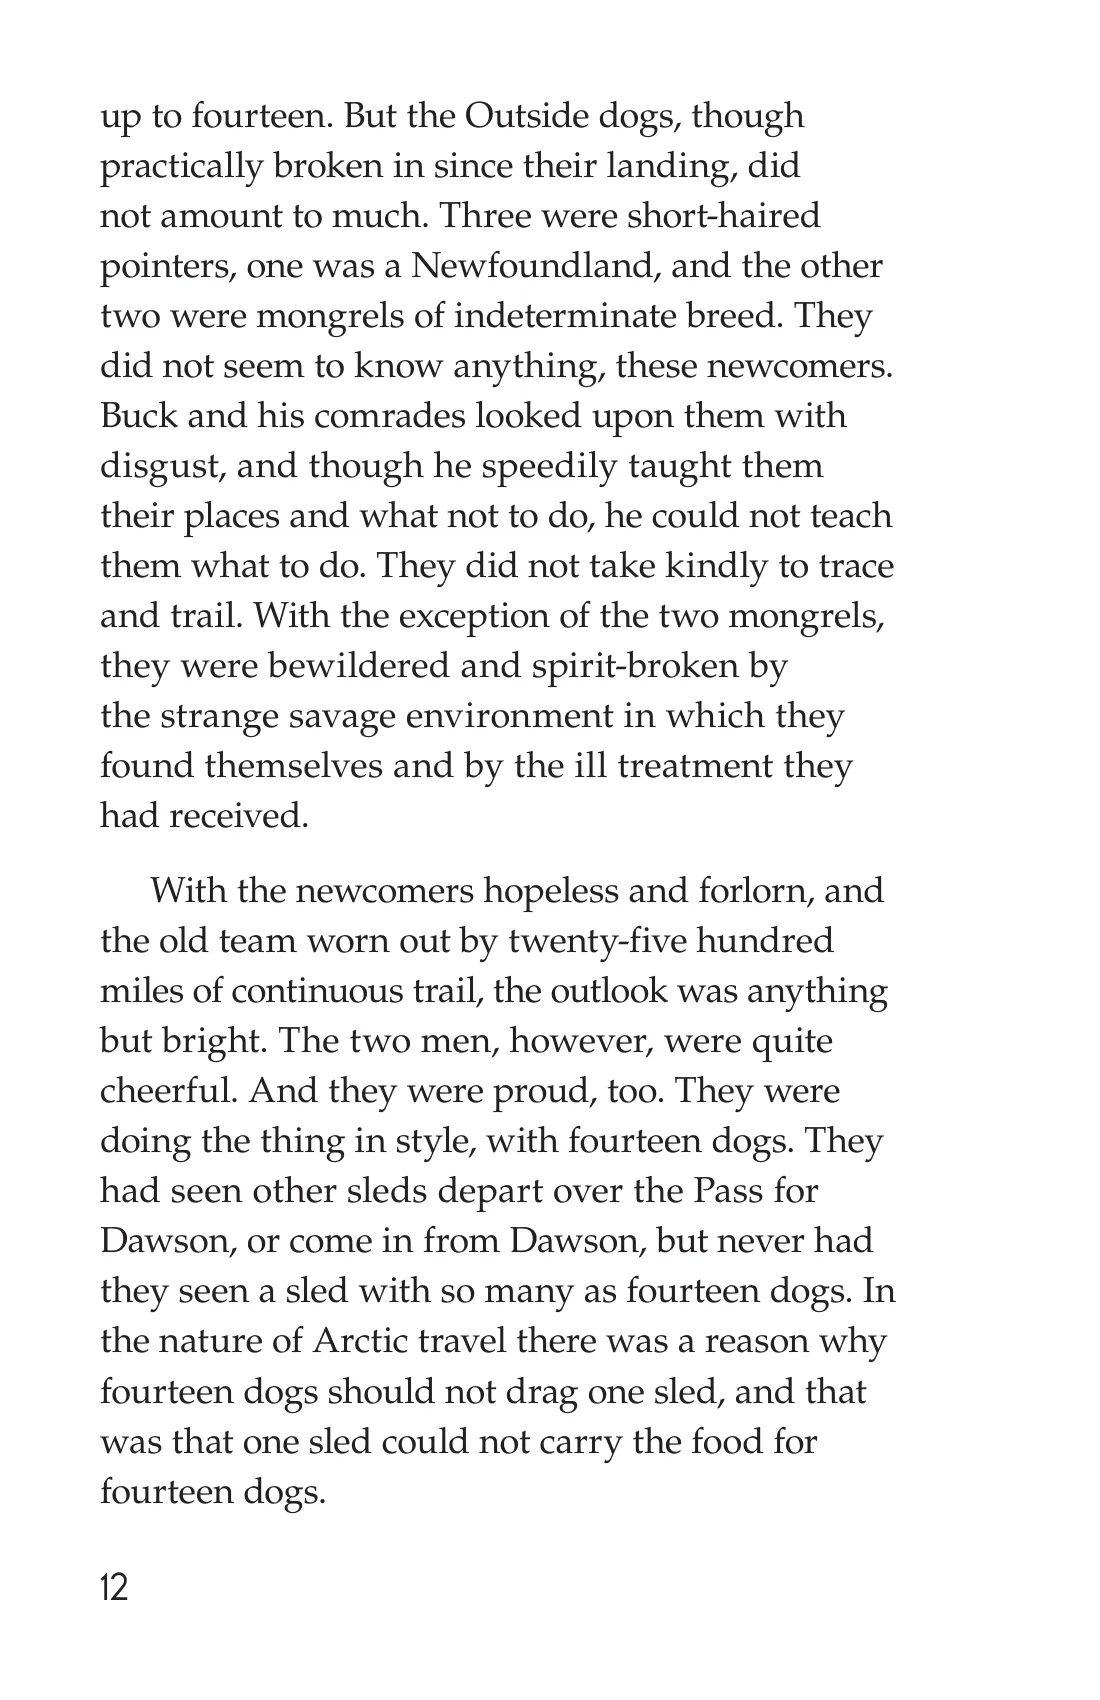 up to fourteen. But the Outside dogs, though
practically broken in since their landing, did
not amount to much. Three were short-haired
pointers, one was a Newfoundland, and the other
two were mongrels of indeterminate breed. They
did not seem to know anything, these newcomers.
Buck and his comrades looked upon them with
disgust, and though he speedily taught them
their places and what not to do, he could not teach
them what to do. They did not take kindly to trace
and trail. With the exception of the two mongrels,
they were bewildered and spirit-broken by
the strange savage environment in which they
found themselves and by the ill treatment they
had received.
With the newcomers hopeless and forlorn, and
the old team worn out by twenty-five hundred
miles of continuous trail, the outlook was anything
but bright. The two men, however, were quite
cheerful. And they were proud, too. They were
doing the thing in style, with fourteen dogs. They
had seen other sleds depart over the Pass for
Dawson, or come in from Dawson, but never had
they seen a sled with so many as fourteen dogs. In
the nature of Arctic travel there was a reason why
fourteen dogs should not drag one sled, and that
was that one sled could not carry the food for
fourteen dogs.
12